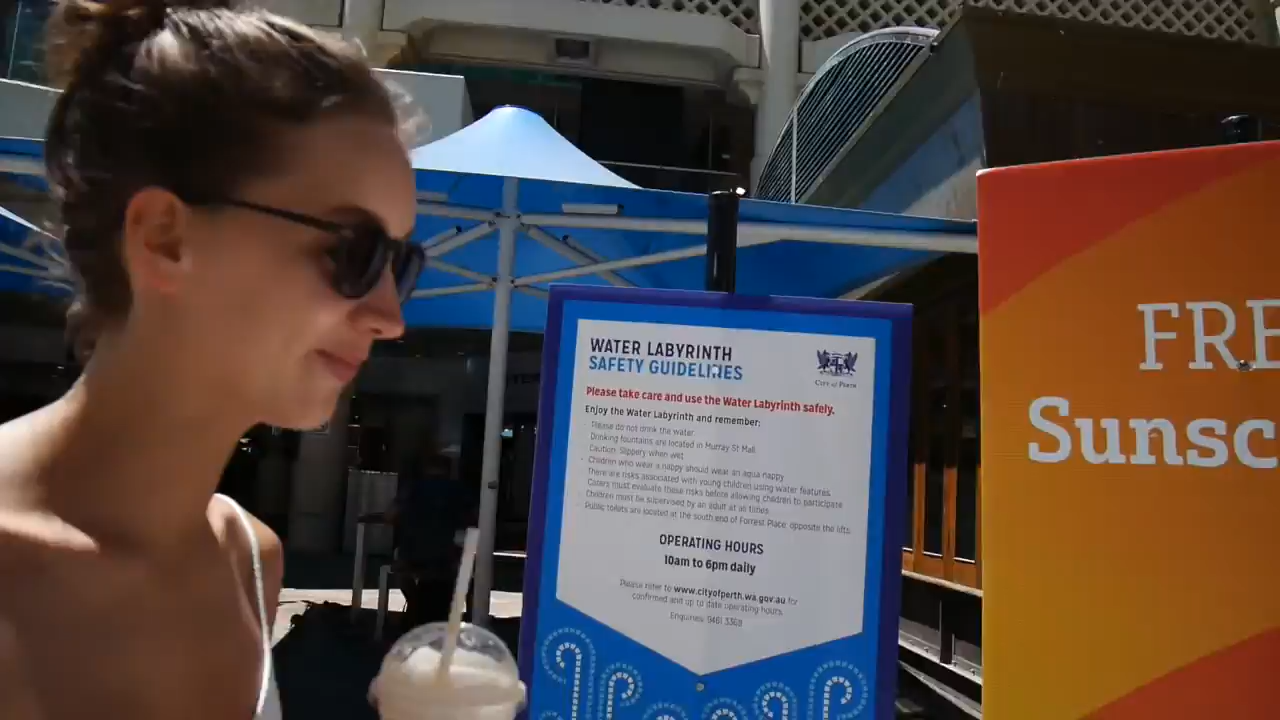 WATER LABYRINTH
SAFETY GUIDELINES
CITY of PERTH
Please take care and use the Water Labyrinth safely.
Enjoy the Water Labyrinth and remember:
Please do not drink the water
Drinking fountains are located in Murray St Mall
Caution: Slippery when wet
Children who wear a nappy should wear an aqua nappy
There are risks associated with young children using water features.
Carers must evaluate these risks before allowing children to participate
Children must be supervised by an adult at all times
Public toilets are located at the south end of Forrest Place, opposite the lifts.
OPERATING HOURS
10am to 6pm daily
Please refer to www.cityofperth.wa.gov.au for
confirmed and up to date operating hours.
Enquiries: 9461 3369
FRE
Sunsc